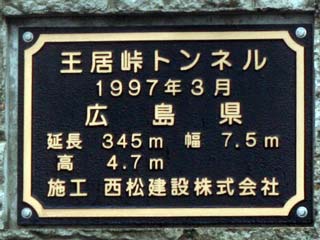 王居峠トンネル
1997年3月
広島県
延長 345m 幅 7.5m
高 4.7m
施工 西松建設株式会社